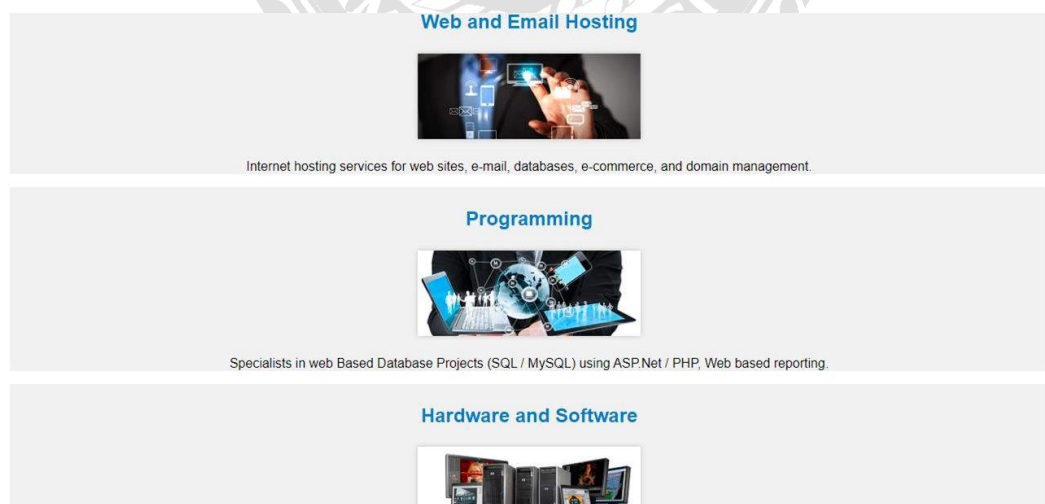 Web and Email Hosting
Internet hosting services for web sites, e-mail, databases, e-commerce, and domain management.
Programming
Specialists in web Based Database Projects (SQL / MySQL) using ASP.Net / PHP, Web based reporting.
Hardware and Software